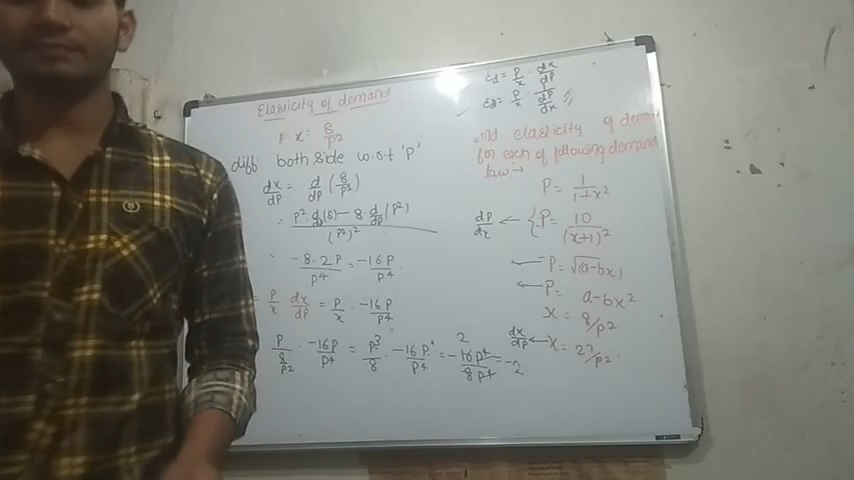 Elasticity of demand
x = 8/P²
diff. both side w.r.t 'P'
dx/dP = d/dP (8/P²)
= P². d/dP(8) - 8. d/dP (P²) / (P²)²
= -8.2P/P⁴ = -16P/P⁴
= P/x . dx/dP = P/x . -16P/P⁴
P/8/P² . -16P/P⁴ = P³/8 . -16P/P⁴ = -16P⁴/8P⁴ = -2
Ed = P/x . dx/dP
Ed = P/x . 1/dP/dx
elasticity of
for each of following demand
law:→
P = 1/1+x²
dP/dx ← { P = 10/(x+1)²
← P = √(a-bx)
← P = a-bx²
x = 8/P²
dx/dP ← x = 27/P²